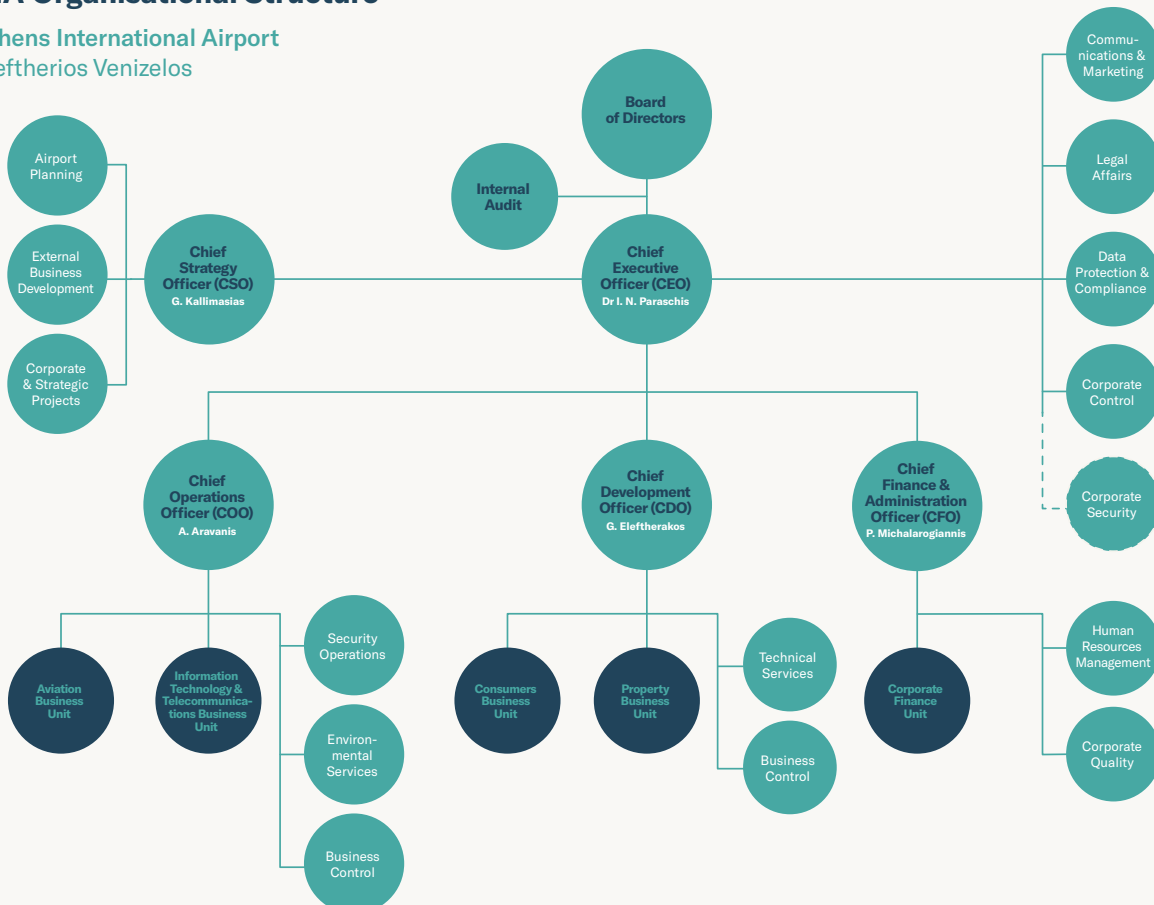 Organisational Structure
hens International Airport
eftherios Venizelos
Board
of Directors
Internal
Audit
Chief
Executive
Officer (CEO)
Dr I. N. Paraschis
Chief
Strategy
Officer (CSO)
G. Kallimasias
Airport
Planning
External
Business
Development
Corporate
& Strategic
Projects
Commu-
nications &
Marketing
Legal
Affairs
Data
Protection &
Compliance
Corporate
Control
Corporate
Security
Chief
Operations
Officer (COO)
A. Aravanis
Chief
Development
Officer (CDO)
G. Eleftherakos
Chief
Finance &
Administration
Officer (CFO)
P. Michalarogiannis
Aviation
Business
Unit
Information
Technology &
Telecommunica-
tions Business
Unit
Security
Operations
Environ-
mental
Services
Business
Control
Consumers
Business
Unit
Property
Business
Unit
Technical
Services
Business
Control
Corporate
Finance
Unit
Human
Resources
Management
Corporate
Quality